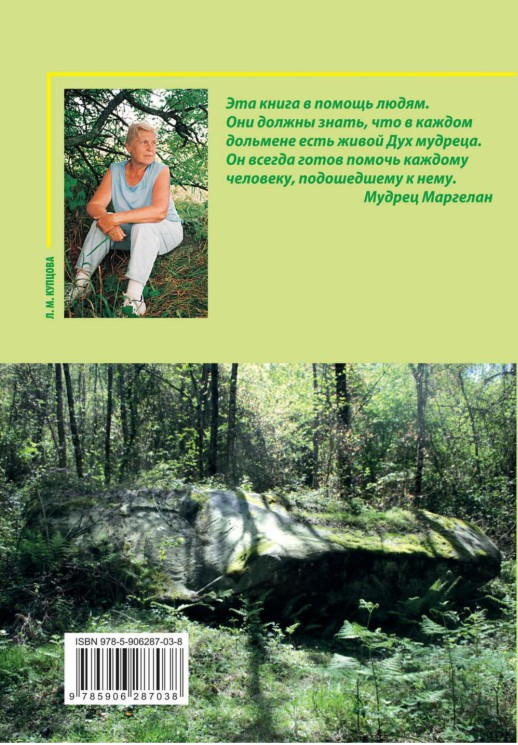 Эта книга в помощь людям.
Они должны знать, что в каждом
дольмене есть живой Дух мудреца.
Он всегда готов помочь каждому
человеку, подошедшему к нему.
Мудрец Маргелан
Л. М. КУПЦОВА
ISBN 978-5-906287-03-8
9 785906 287038